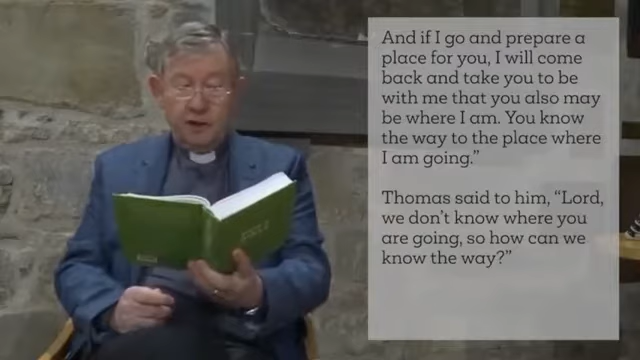 And if I go and prepare a
place for you, I will come
back and take you to be
with me that you also may
be where I am. You know
the way to the place where
I am going.”
Thomas said to him, “Lord,
we don’t know where you
are going, so how can we
know the way?”